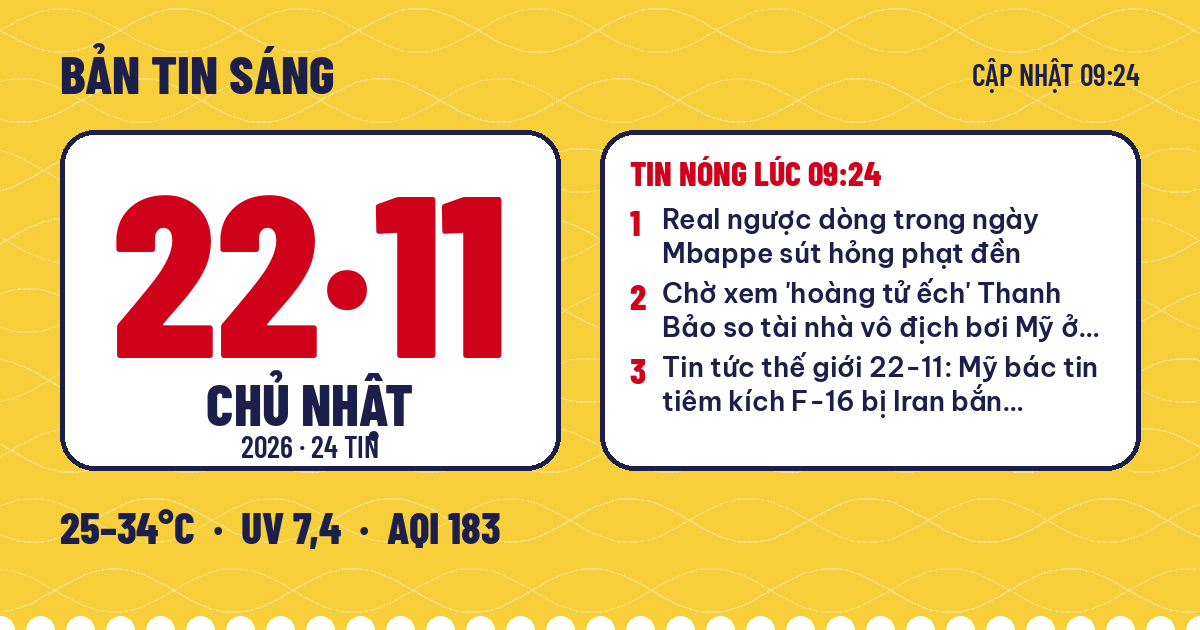 BẢN TIN SÁNG
CẬP NHẬT 09:24
22·11
CHỦ NHẬT
2026 · 24 TIN
TIN NÓNG LÚC 09:24
1 Real ngược dòng trong ngày
Mbappe sút hỏng phạt đền
2 Chờ xem 'hoàng tử ếch' Thanh
Bảo so tài nhà vô địch bơi Mỹ ở...
3 Tin tức thế giới 22-11: Mỹ bác tin
tiêm kích F-16 bị Iran bắn...
25–34°C · UV 7,4 · AQI 183